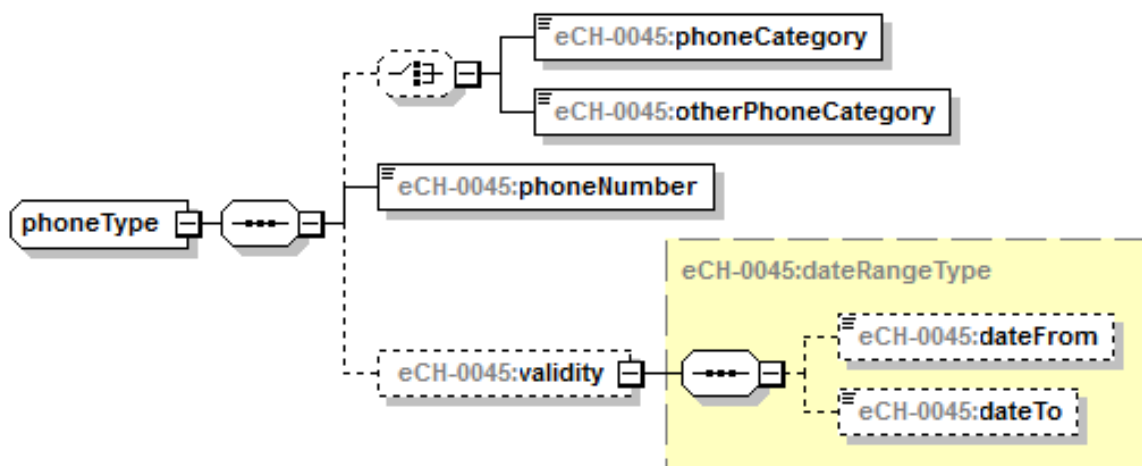 eCH-0045:phoneCategory
eCH-0045:otherPhoneCategory
eCH-0045:phoneNumber
phoneType
eCH-0045:dateRangeType
eCH-0045:dateFrom
eCH-0045:validity
eCH-0045:dateTo